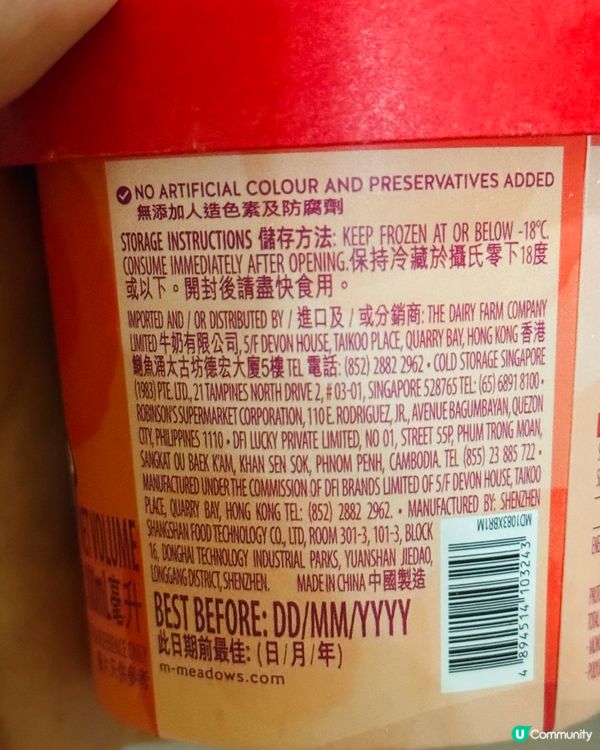 NO ARTIFICIAL COLOUR AND PRESERVATIVES ADDED
無添加人造色素及防腐劑
STORAGE INSTRUCTIONS 儲存方法: KEEP FROZEN AT OR BELOW -18°C.
CONSUME IMMEDIATELY AFTER OPENING.保持冷藏於攝氏零下18度
或以下。開封後請盡快食用。
IMPORTED AND / OR DISTRIBUTED BY / 進口及 / 或分銷商: THE DAIRY FARM COMPANY
LIMITED 牛奶有限公司, 5/F DEVON HOUSE, TAIKOO PLACE, QUARRY BAY, HONG KONG 香港
鰂魚涌太古坊德宏大廈5樓 TEL 電話: (852) 2882 2962 • COLD STORAGE SINGAPORE
(1983) PTE. LTD., 21 TAMPINES NORTH DRIVE 2, #03-01, SINGAPORE 528765 TEL: (65) 6891 8100 •
ROBINSON'S SUPERMARKET CORPORATION, 110 E. RODRIGUEZ, JR., AVENUE BAGUMBAYAN, QUEZON
CITY, PHILIPPINES 1110 • DFI LUCKY PRIVATE LIMITED, NO 01, STREET 55P, PHUM TRONG MOAN,
SANGKAT OU BAEK K'AM, KHAN SEN SOK, PHNOM PENH, CAMBODIA. TEL (855) 23 885 722 •
MANUFACTURED UNDER THE COMMISSION OF DFI BRANDS LIMITED OF 5/F DEVON HOUSE, TAIKOO
PLACE, QUARRY BAY, HONG KONG TEL: (852) 2882 2962. • MANUFACTURED BY: SHENZHEN
SHANGSHAN FOOD TECHNOLOGY CO., LTD, ROOM 301-3, 101-3, BLOCK
16, DONGHAI TECHNOLOGY INDUSTRIAL PARKS, YUANSHAN JIEDAO,
LONGGANG DISTRICT, SHENZHEN. MADE IN CHINA 中國製造
BEST BEFORE: DD/MM/YYYY
此日期前最佳: (日/月/年)
m-meadows.com
MD1083XBR1M
4 894514 103243
VOLUME
毫升
ONLY
U Community